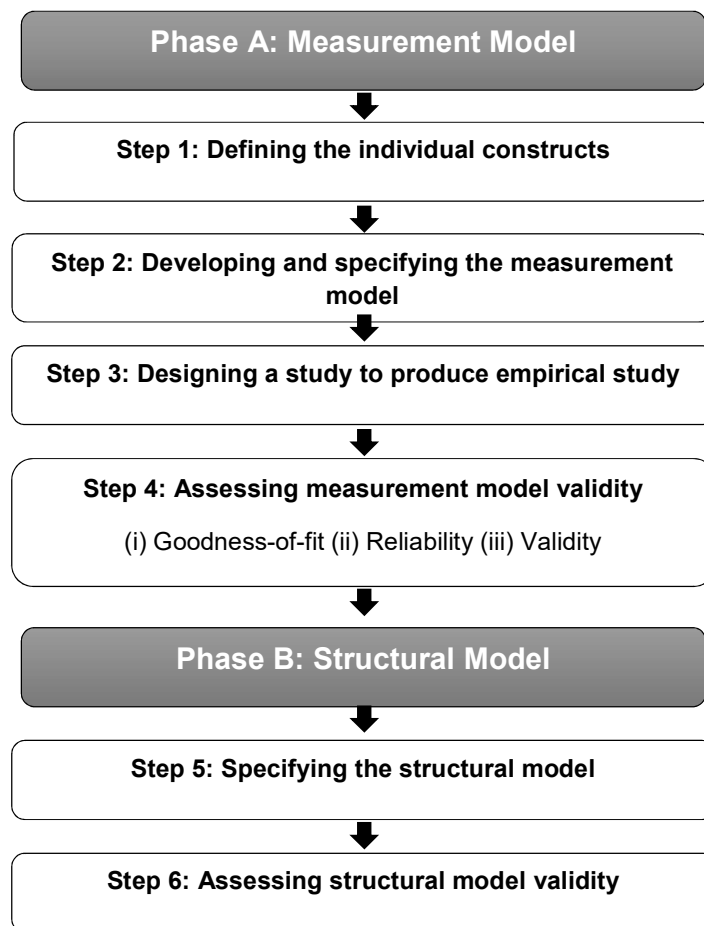 Phase A: Measurement Model
Step 1: Defining the individual constructs
Step 2: Developing and specifying the measurement
model
Step 3: Designing a study to produce empirical study
Step 4: Assessing measurement model validity
(i) Goodness-of-fit (ii) Reliability (iii) Validity
Phase B: Structural Model
Step 5: Specifying the structural model
Step 6: Assessing structural model validity